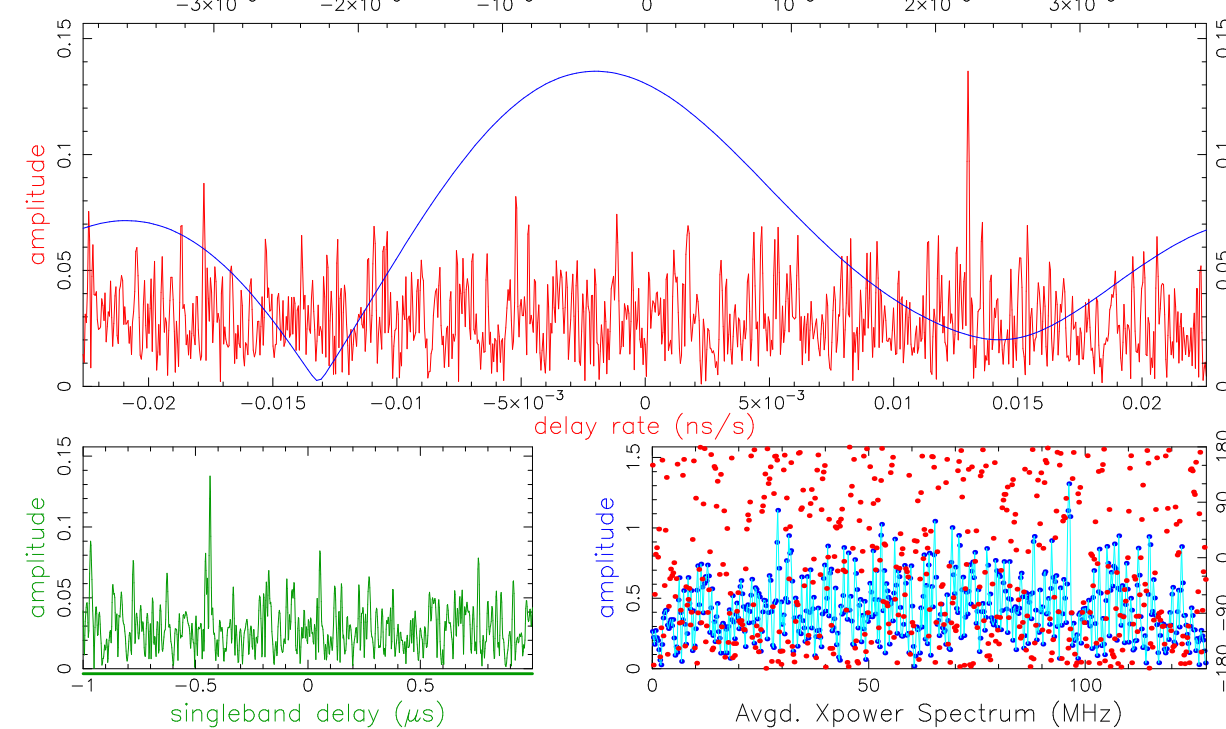 0.15
0.1
0.05
0
amplitude
−0.02 −0.015 −0.01 −5×10⁻³ 0 5×10⁻³ 0.01 0.015 0.02
delay rate (ns/s)
0.15
0.1
0.05
0
amplitude
−1 −0.5 0 0.5
singleband delay (μs)
1.5
1
0.5
0
amplitude
180
90
0
−90
−180
0 50 100
Avgd. Xpower Spectrum (MHz)